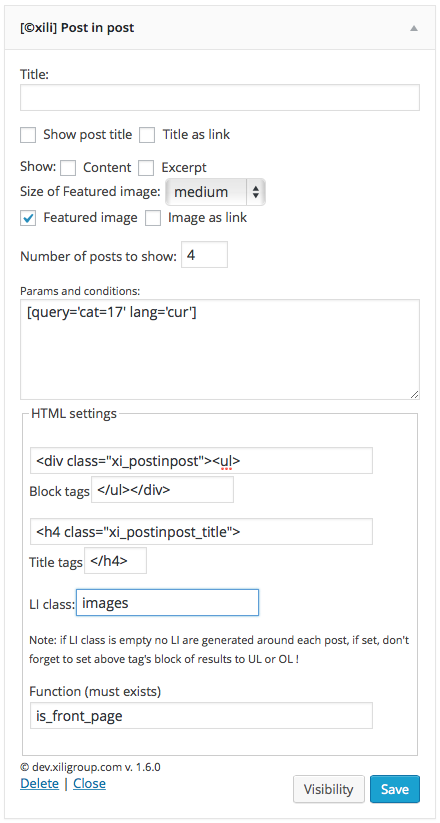 [©xili] Post in post
Title:
Show post title Title as link
Show: Content Excerpt
Size of Featured image: medium
Featured image Image as link
Number of posts to show: 4
Params and conditions:
[query='cat=17' lang='cur']
HTML settings
<div class="xi_postinpost"><ul>
Block tags </ul></div>
<h4 class="xi_postinpost_title">
Title tags </h4>
LI class: images
Note: if LI class is empty no LI are generated around each post, if set, don't
forget to set above tag's block of results to UL or OL !
Function (must exists)
is_front_page
© dev.xiligroup.com v. 1.6.0
Delete | Close Visibility Save